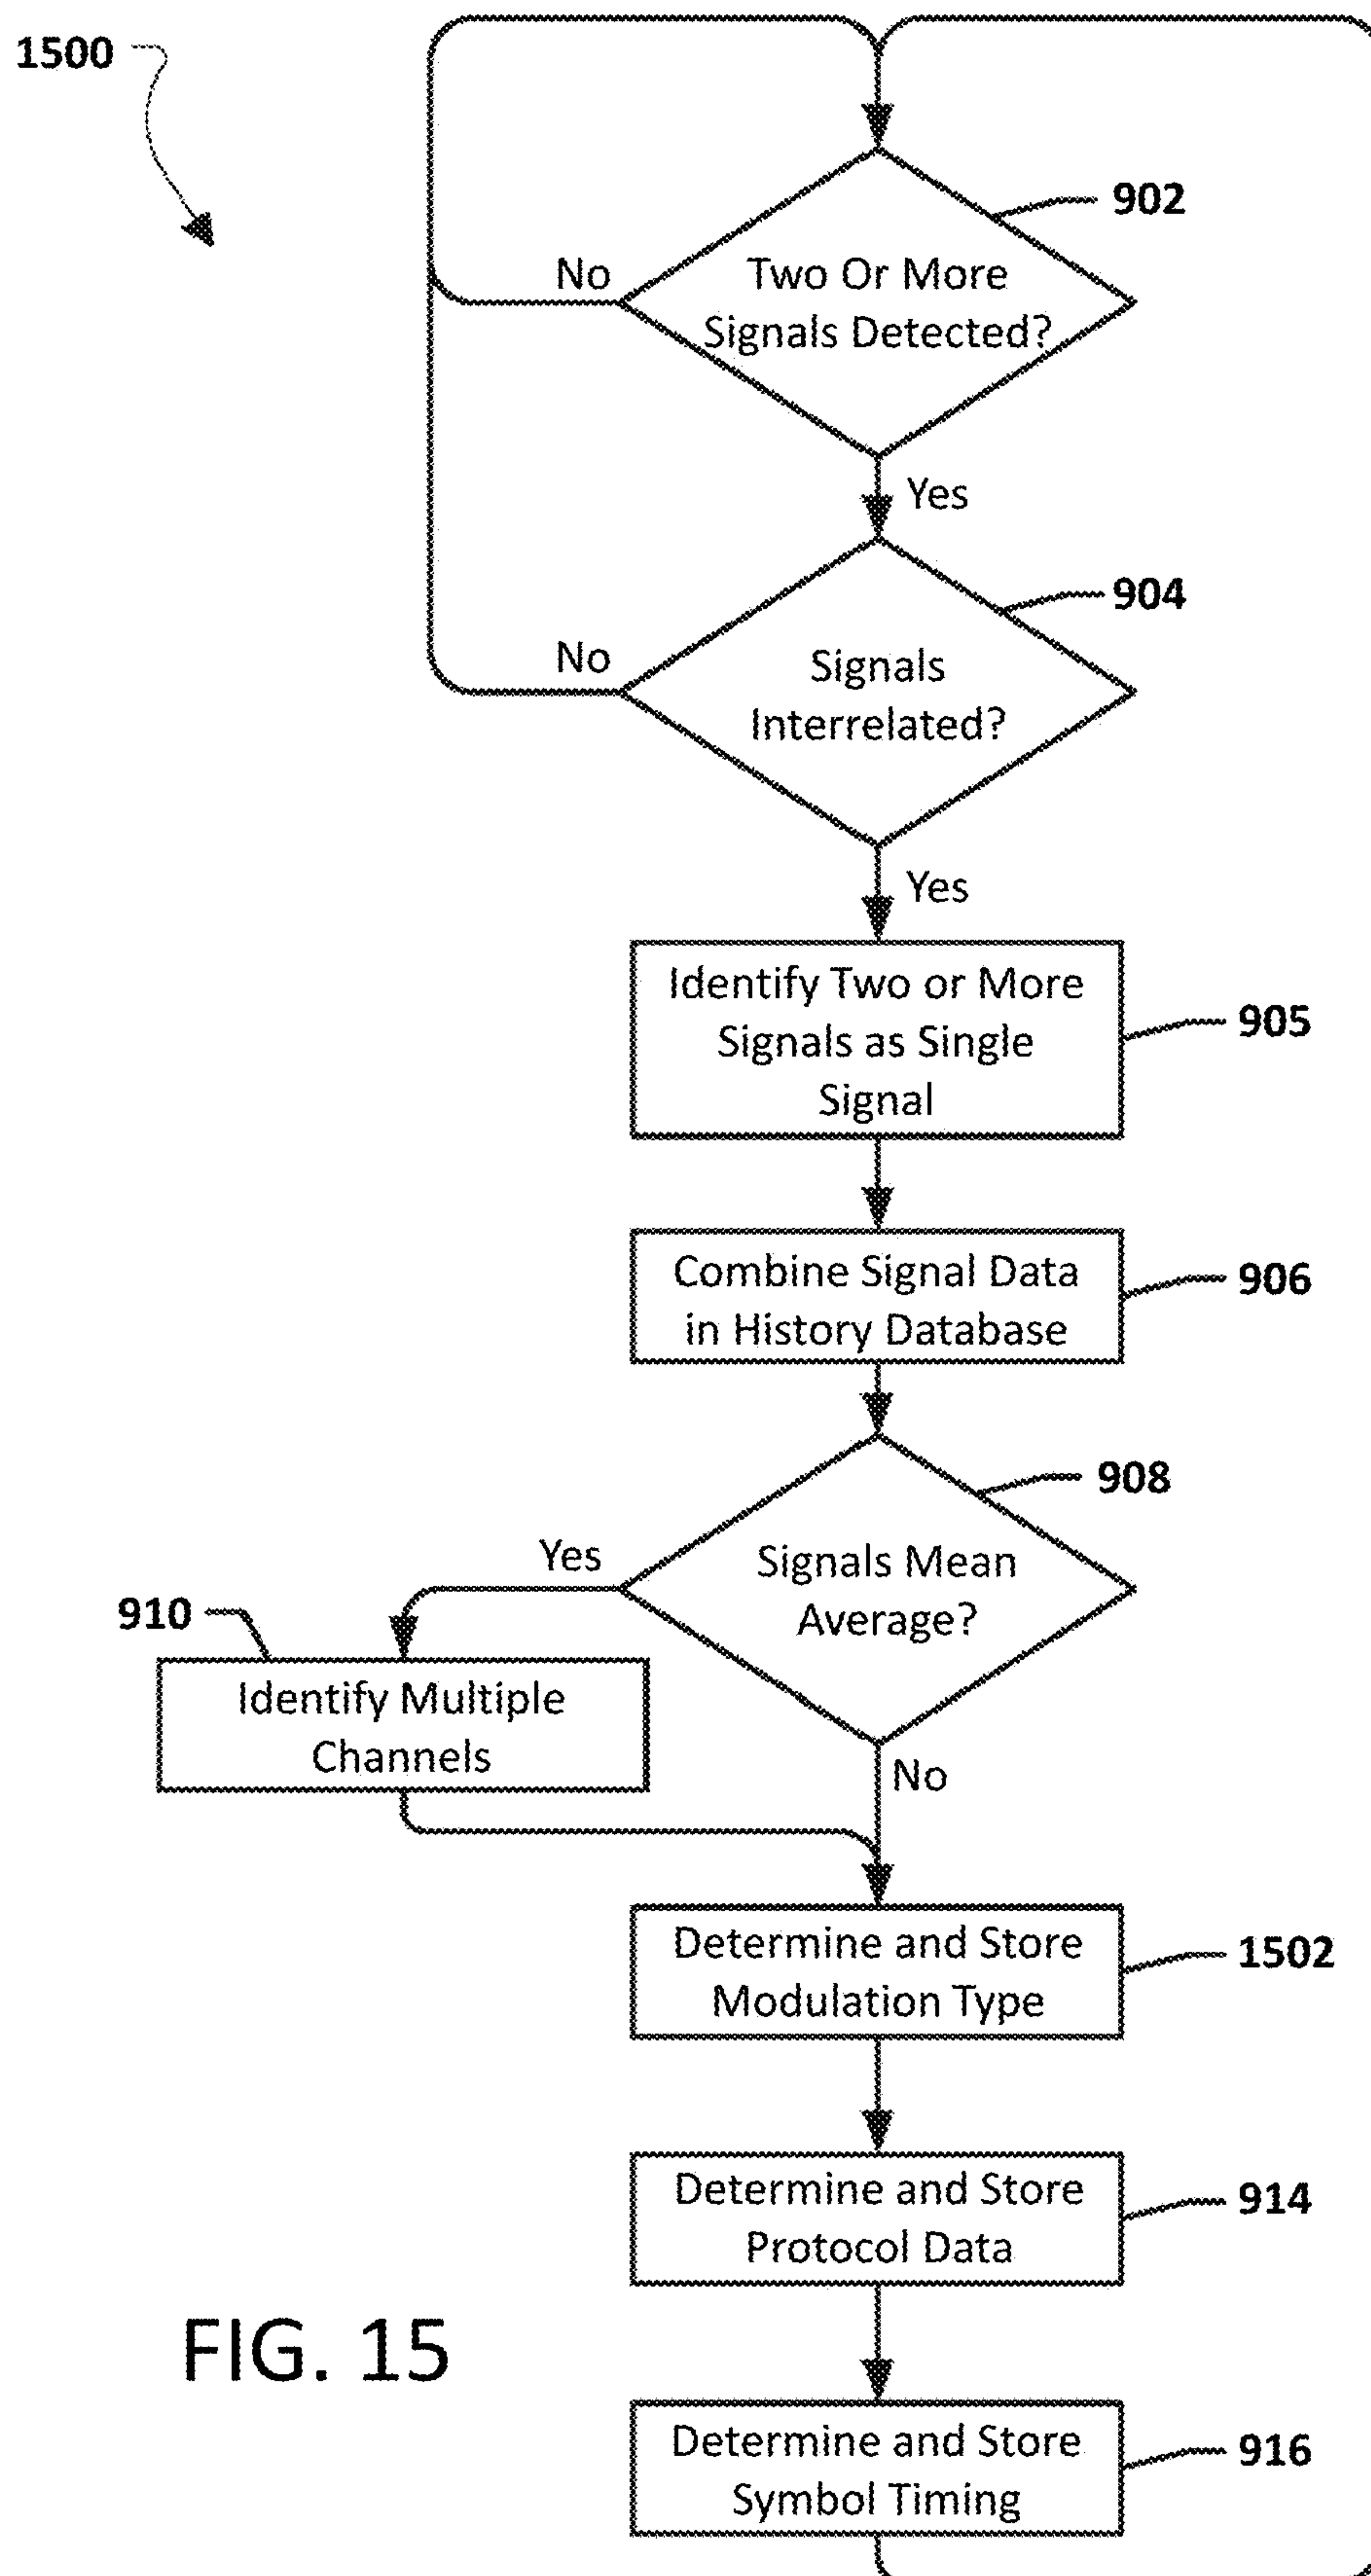 1500
902
No
Two Or More
Signals Detected?
Yes
904
No
Signals
Interrelated?
Yes
Identify Two or More
Signals as Single
Signal
905
Combine Signal Data
in History Database
906
908
Yes
Signals Mean
Average?
910
Identify Multiple
Channels
No
Determine and Store
Modulation Type
1502
Determine and Store
Protocol Data
914
FIG. 15
Determine and Store
Symbol Timing
916